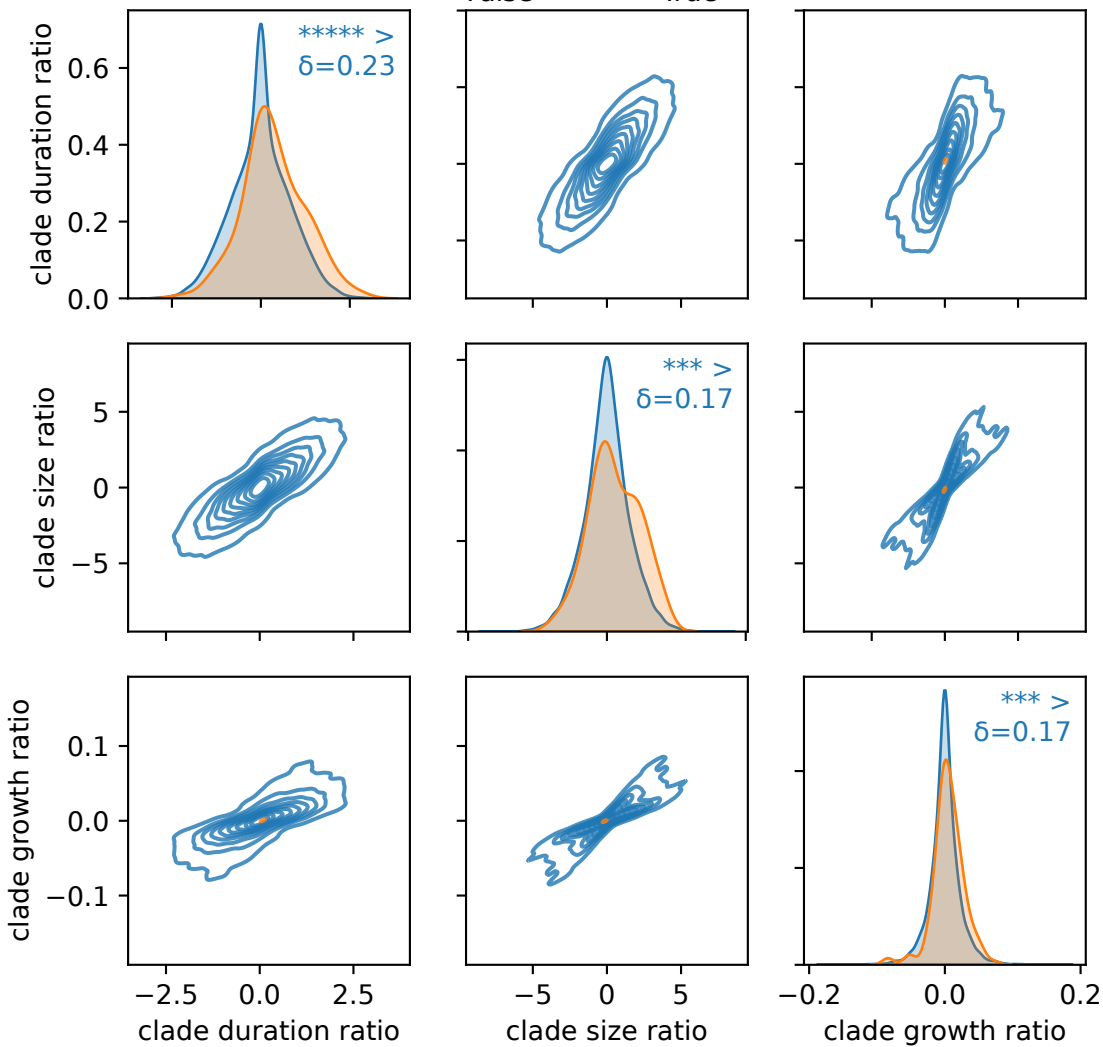 ***** >
δ=0.23
0.6
0.4
0.2
0.0
clade duration ratio
*** >
δ=0.17
5
0
−5
clade size ratio
*** >
δ=0.17
0.1
0.0
−0.1
clade growth ratio
−2.5 0.0 2.5
−5 0 5
−0.2 0.0 0.2
clade duration ratio
clade size ratio
clade growth ratio